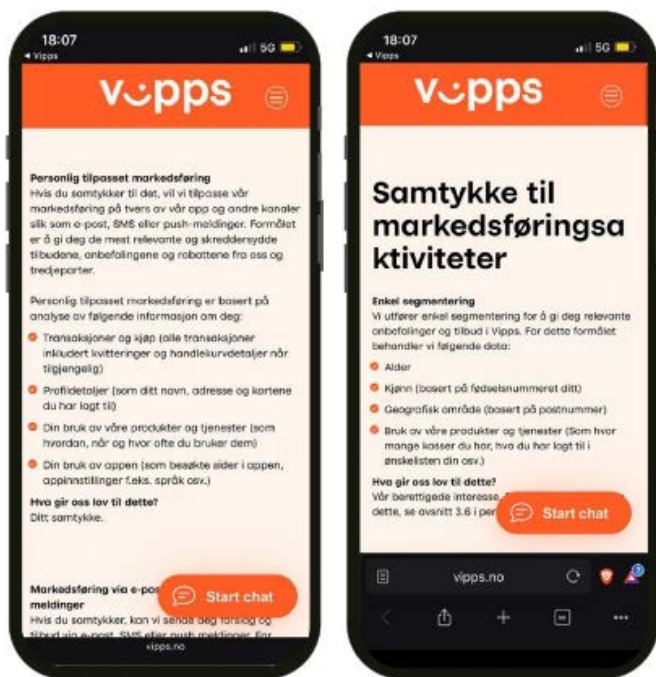 18:07
5G
Vipps
vipps
Personlig tilpasset markedsføring
Hvis du samtykker til det, vil vi tilpasse vår
markedsføring på tvers av vår app og andre kanaler
slik som e-post, SMS eller push-meldinger. Formålet
er å gi deg de mest relevante og skreddersydde
tilbudene, anbefalingene og rabattene fra oss og
tredjeparter.
Personlig tilpasset markedsføring er basert på
analyse av følgende informasjon om deg:
Transaksjoner og kjøp (alle transaksjoner
inkludert kvitteringer og handlekurvdetaljer når
tilgjengelig)
Profildetaljer (som ditt navn, adresse og kortene
du har lagt til)
Din bruk av våre produkter og tjenester (som
hvordan, når og hvor ofte du bruker dem)
Din bruk av appen (som besøkte sider i appen,
appinnstillinger f.eks. språk osv.)
Hva gir oss lov til dette?
Ditt samtykke.
Markedsføring via e-pos
meldinger
Start chat
Hvis du samtykker, kan vi sende deg forslag og
tilbud via e-post, SMS eller push meldinger. For
vipps.no
18:07
5G
Vipps
vipps
Samtykke til
markedsføringsa
ktiviteter
Enkel segmentering
Vi utfører enkel segmentering for å gi deg relevante
anbefalinger og tilbud i Vipps. For dette formålet
behandler vi følgende data:
Alder
Kjønn (basert på fødselsnummeret ditt)
Geografisk område (basert på postnummer)
Bruk av våre produkter og tjenester (Som hvor
mange kasser du har, hva du har lagt til i
ønskelisten din osv.)
Hva gir oss lov til dette?
Vår berettigede interesse.
dette, se avsnitt 3.6 i per
Start chat
vipps.no